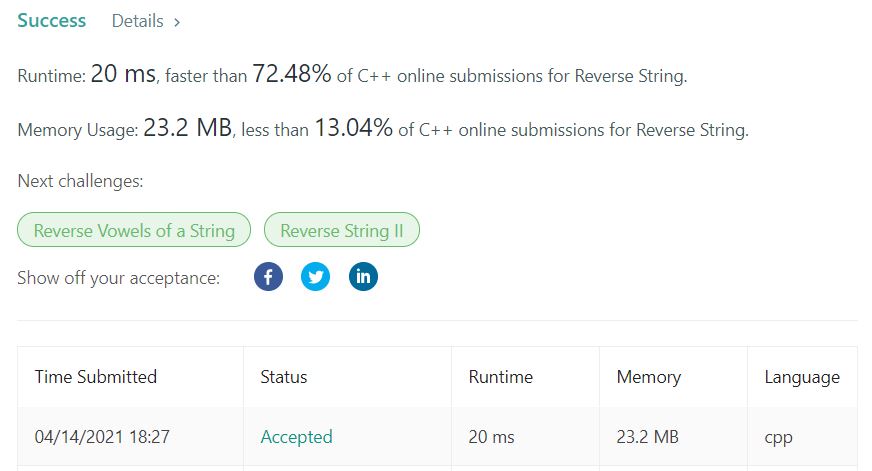 Success Details >
Runtime: 20 ms, faster than 72.48% of C++ online submissions for Reverse String.
Memory Usage: 23.2 MB, less than 13.04% of C++ online submissions for Reverse String.
Next challenges:
Reverse Vowels of a String Reverse String II
Show off your acceptance: f in
Time Submitted Status Runtime Memory Language
04/14/2021 18:27 Accepted 20 ms 23.2 MB cpp